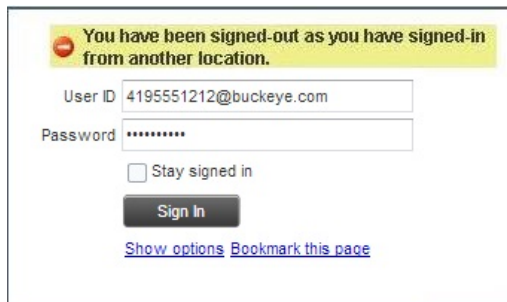 You have been signed-out as you have signed-in
from another location.
User ID 4195551212@buckeye.com
Password ••••••••••
Stay signed in
Sign In
Show options Bookmark this page